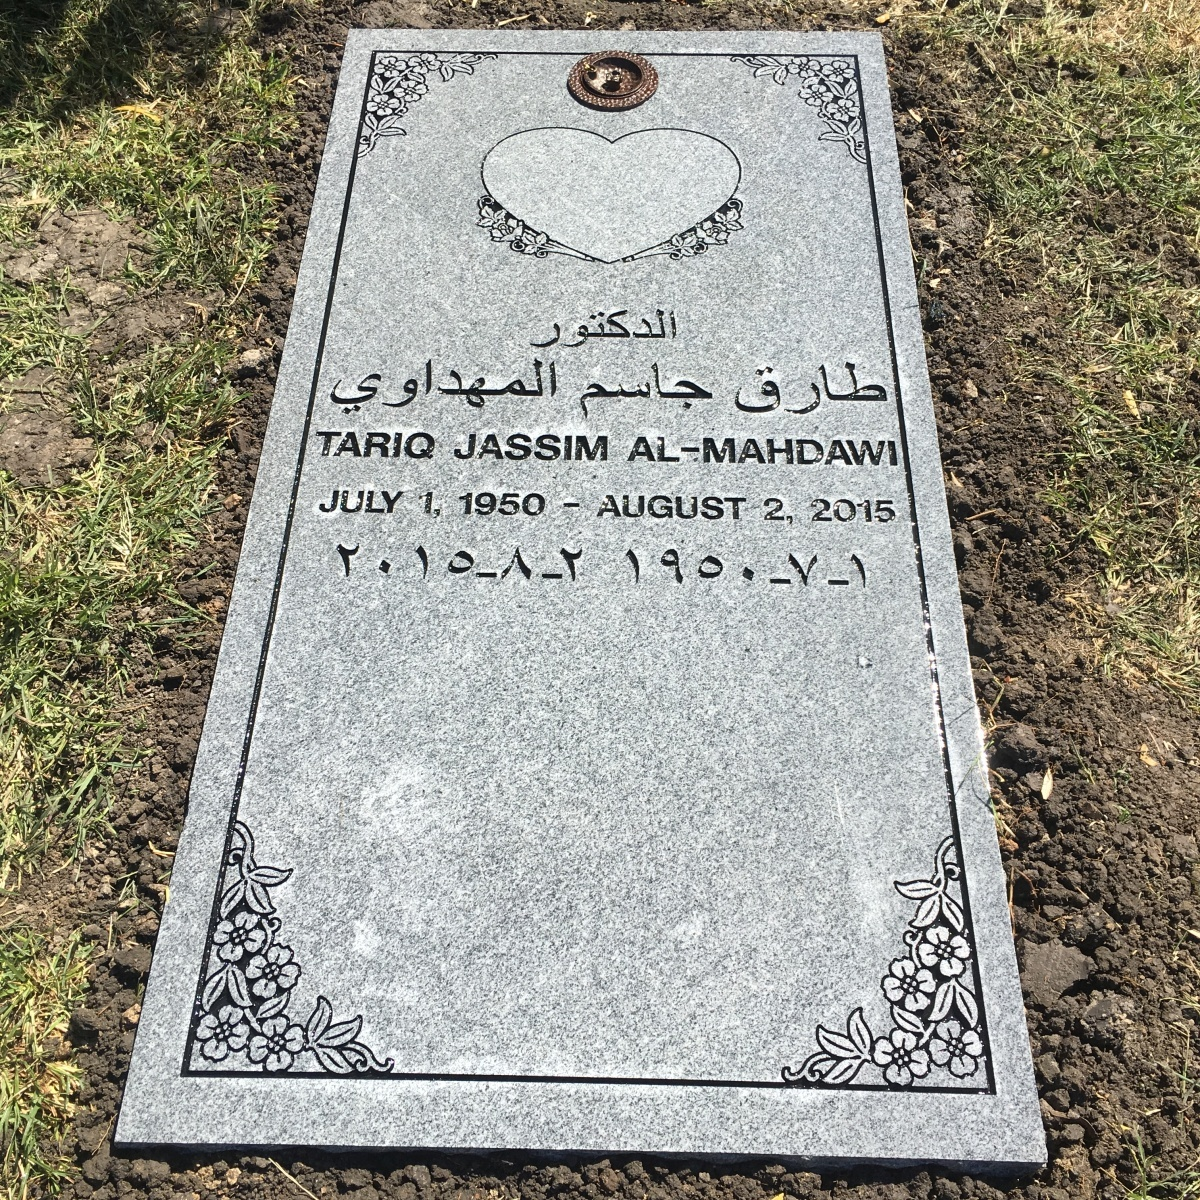 الدكتور
طارق جاسم المهداوي
TARIQ JASSIM AL-MAHDAWI
JULY 1, 1950 - AUGUST 2, 2015
١-٧-١٩٥٠ ٢-٨-٢٠١٥